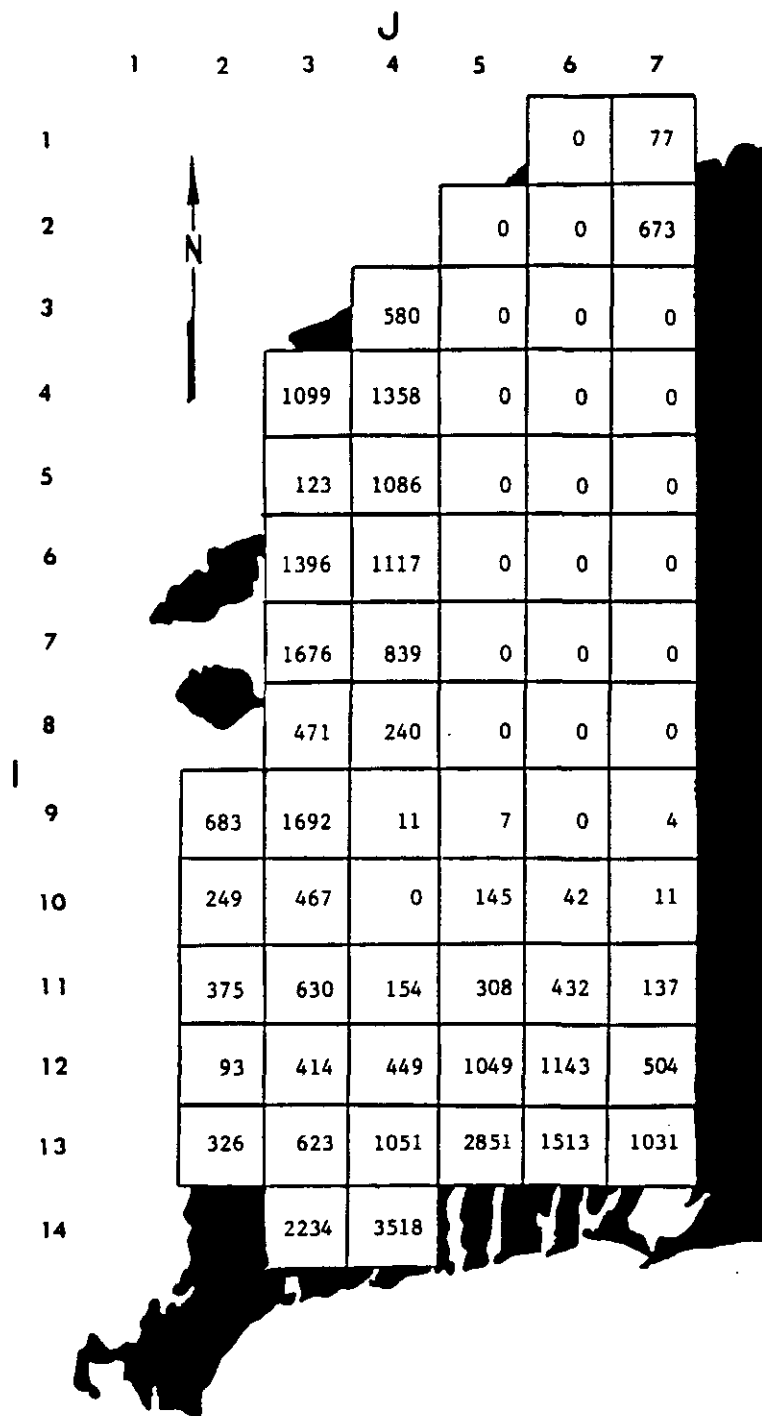 J
1 2 3 4 5 6 7
1 0 77
2 0 0 673
N
3 580 0 0 0
4 1099 1358 0 0 0
5 123 1086 0 0 0
6 1396 1117 0 0 0
7 1676 839 0 0 0
8 471 240 0 0 0
I
9 683 1692 11 7 0 4
10 249 467 0 145 42 11
11 375 630 154 308 432 137
12 93 414 449 1049 1143 504
13 326 623 1051 2851 1513 1031
14 2234 3518